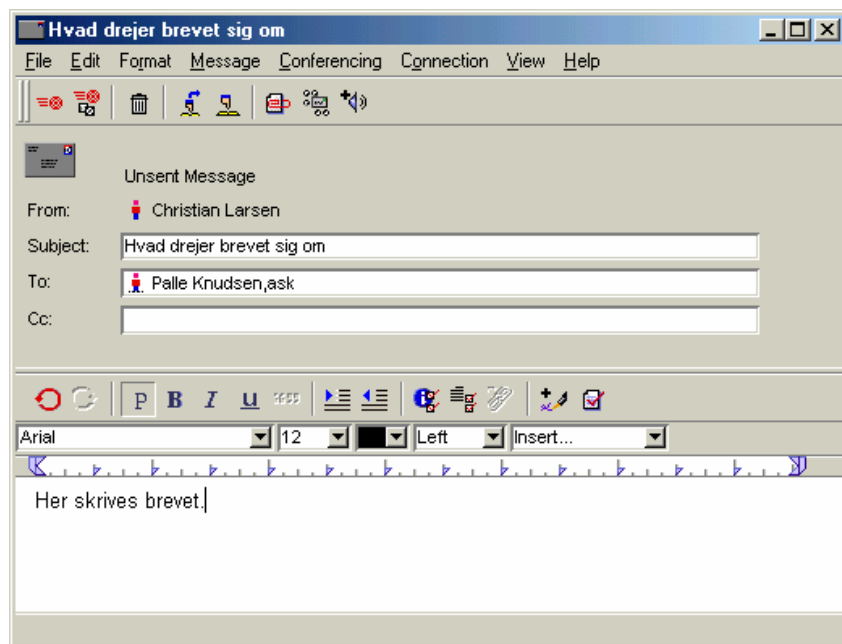 Hvad drejer brevet sig om
File Edit Format Message Conferencing Connection View Help
Unsent Message
From: Christian Larsen
Subject: Hvad drejer brevet sig om
To: Palle Knudsen,ask
Cc:
P B I U
Arial 12 Left Insert...
Her skrives brevet.